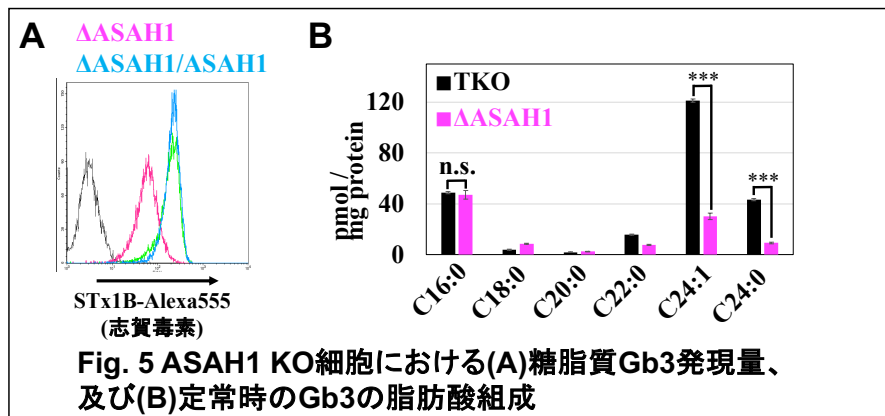 A
ΔASAH1
ΔASAH1/ASAH1
STx1B-Alexa555
(志賀毒素)
B
TKO
ΔASAH1
pmol /
mg protein
120
80
40
0
n.s.
***
***
C16:0
C18:0
C20:0
C22:0
C24:1
C24:0
Fig. 5 ASAH1 KO細胞における(A)糖脂質Gb3発現量、
及び(B)定常時のGb3の脂肪酸組成